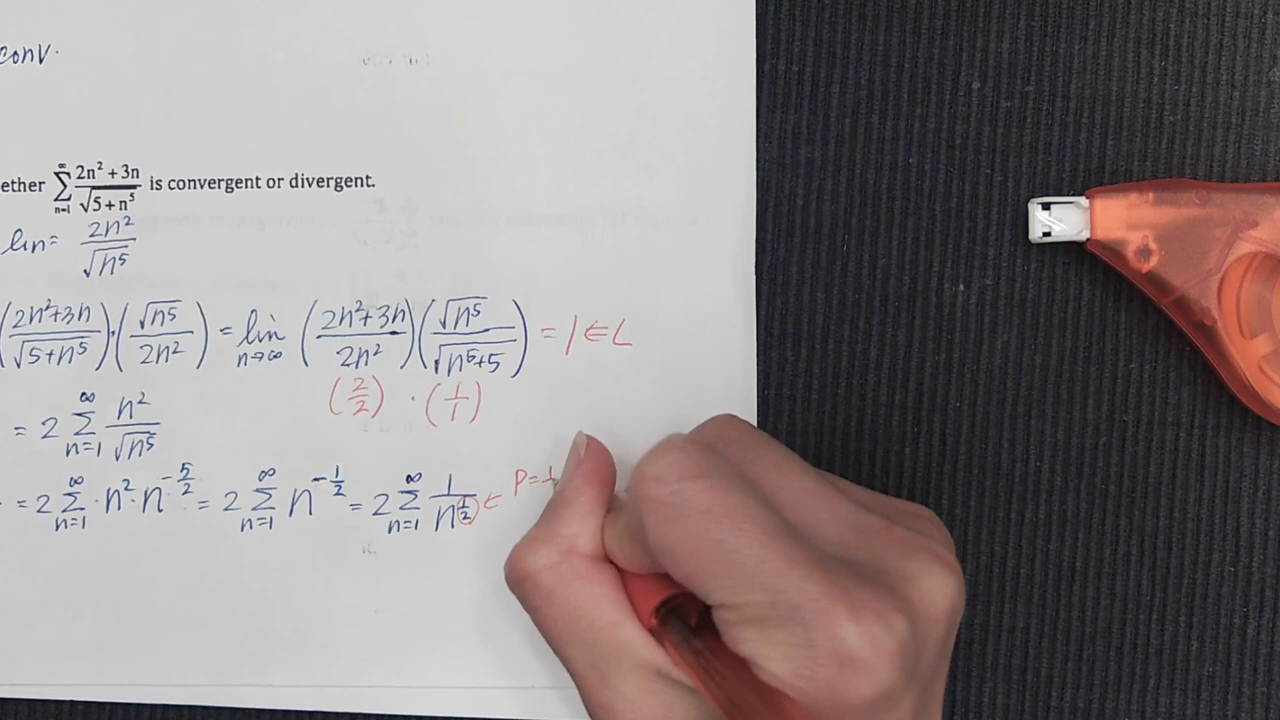 conv.
ether ∑_{n=1}^{∞} (2n² + 3n)/√(5 + n⁵) is convergent or divergent.
lim = 2n²/√n⁵
((2n²+3n)/√(5+n⁵))·(√n⁵/2n²) = lim_{n→∞} ((2n²+3n)/2n²)(√n⁵/√(n⁵+5)) = 1 ∈ L
(2/2) · (1/1)
= 2 ∑_{n=1}^{∞} n²/√n⁵
= 2 ∑_{n=1}^{∞} · n² · n^{-5/2} = 2 ∑_{n=1}^{∞} n^{-1/2} = 2 ∑_{n=1}^{∞} 1/n^{1/2} ← P=